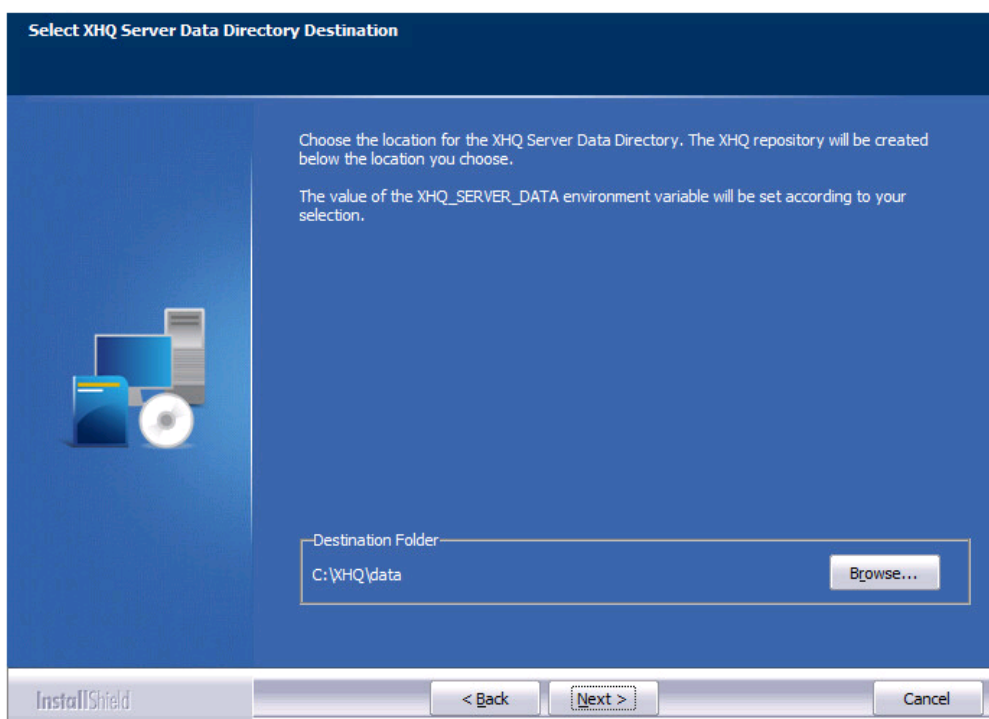 Select XHQ Server Data Directory Destination
Choose the location for the XHQ Server Data Directory. The XHQ repository will be created
below the location you choose.
The value of the XHQ_SERVER_DATA environment variable will be set according to your
selection.
Destination Folder
C:\XHQ\data
Browse...
InstallShield
< Back
Next >
Cancel